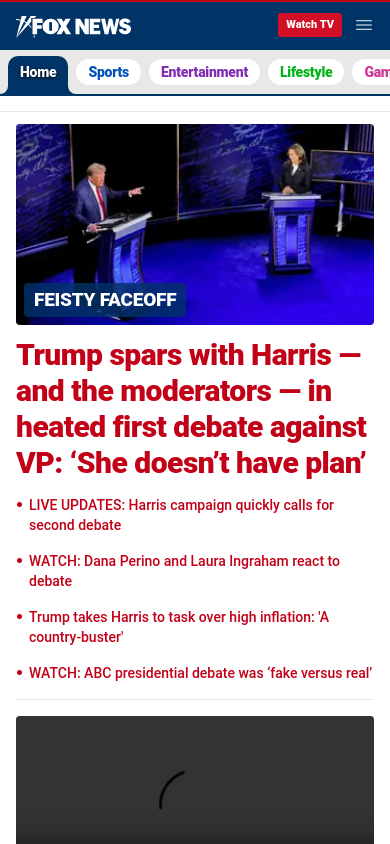 FOX NEWS
Watch TV
Home
Sports
Entertainment
Lifestyle
Gam
FEISTY FACEOFF
Trump spars with Harris —
and the moderators — in
heated first debate against
VP: ‘She doesn’t have plan’
• LIVE UPDATES: Harris campaign quickly calls for
second debate
• WATCH: Dana Perino and Laura Ingraham react to
debate
• Trump takes Harris to task over high inflation: 'A
country-buster'
• WATCH: ABC presidential debate was ‘fake versus real’